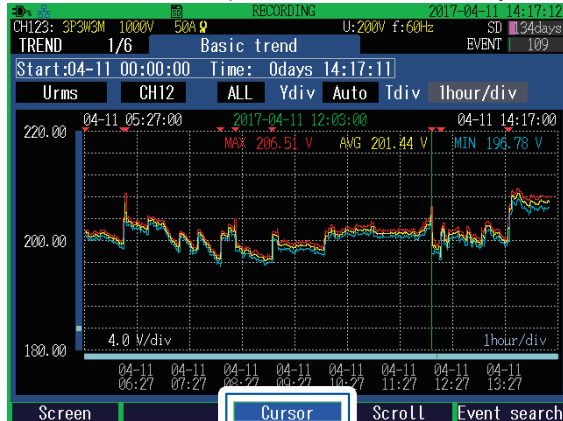 RECORDING 2017-04-11 14:17:12
CH123: 3P3W3M 1000V 50A U:200V f:60Hz SD 134days
TREND 1/6 Basic trend EVENT 109
Start:04-11 00:00:00 Time: 0days 14:17:11
Urms CH12 ALL Ydiv Auto Tdiv 1hour/div
04-11 05:27:00 2017-04-11 12:03:00 04-11 14:17:00
220.00 MAX 206.51 V AVG 201.44 V MIN 196.78 V
200.00
4.0 V/div 1hour/div
180.00
04-11 04-11 04-11 04-11 04-11 04-11 04-11 04-11
06:27 07:27 08:27 09:27 10:27 11:27 12:27 13:27
Screen Cursor Scroll Event search